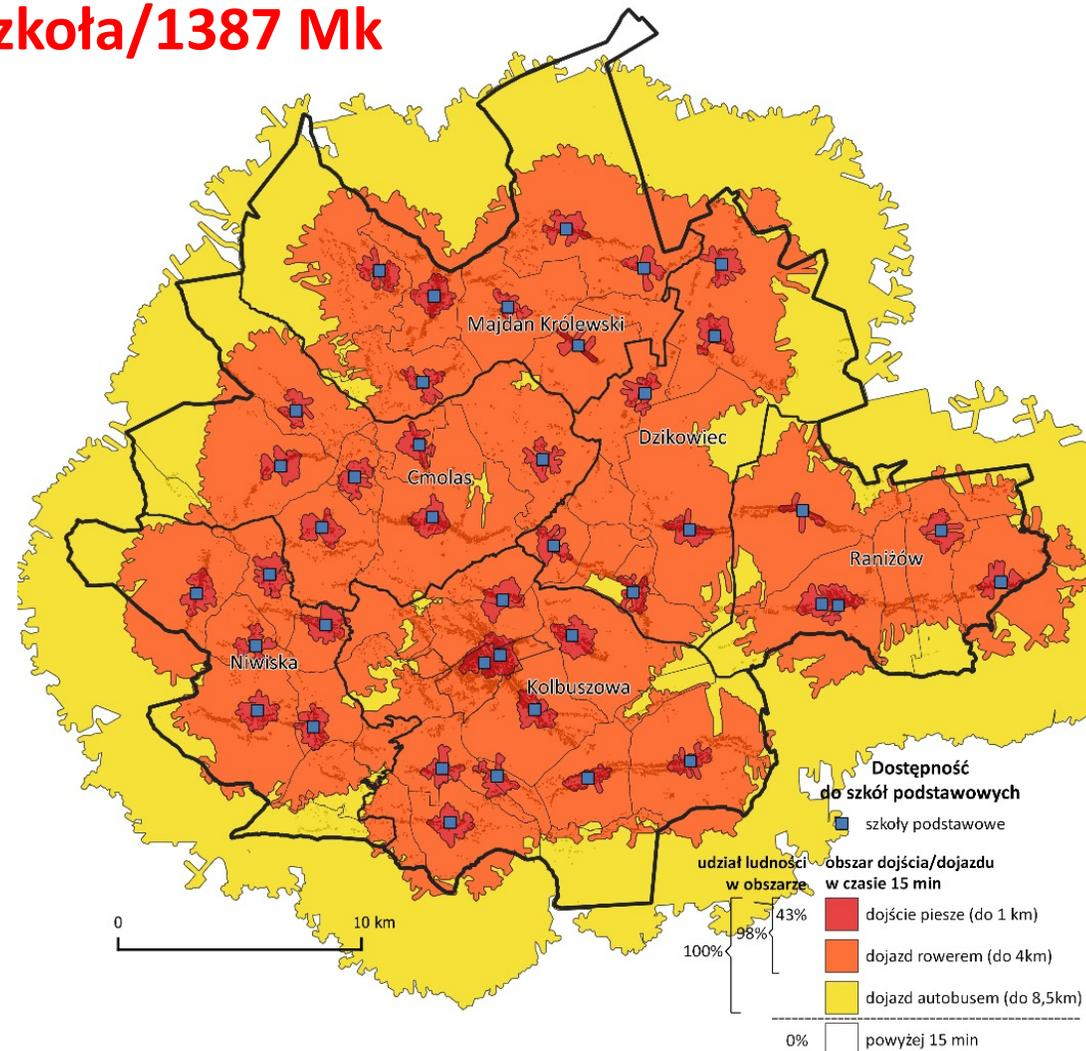 zkoła/1387 Mk
Majdan Królewski
Dzikowiec
Cmolas
Raniżów
Niwiska
Kolbuszowa
Dostępność
do szkół podstawowych
szkoły podstawowe
udział ludności
w obszarze
obszar dojścia/dojazdu
w czasie 15 min
0
10 km
43%
dojście piesze (do 1 km)
98%
100%
dojazd rowerem (do 4km)
dojazd autobusem (do 8,5km)
0%
powyżej 15 min